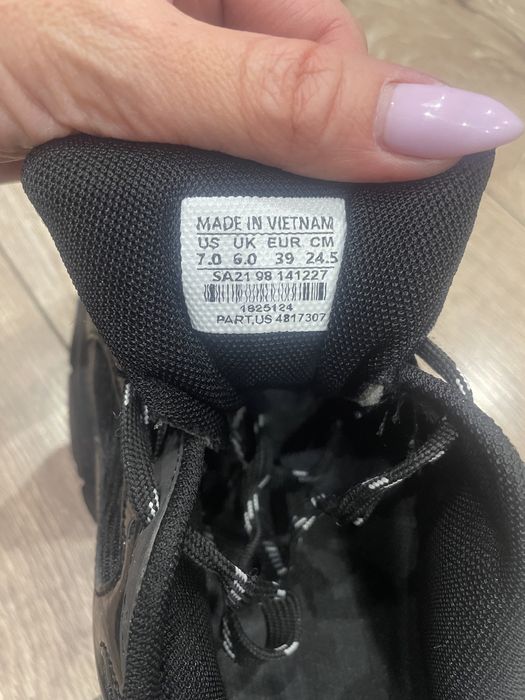 MADE IN VIETNAM
US UK EUR CM
7.0 6.0 39 24.5
SA21 98 141227
1825124
PART,US 4817307